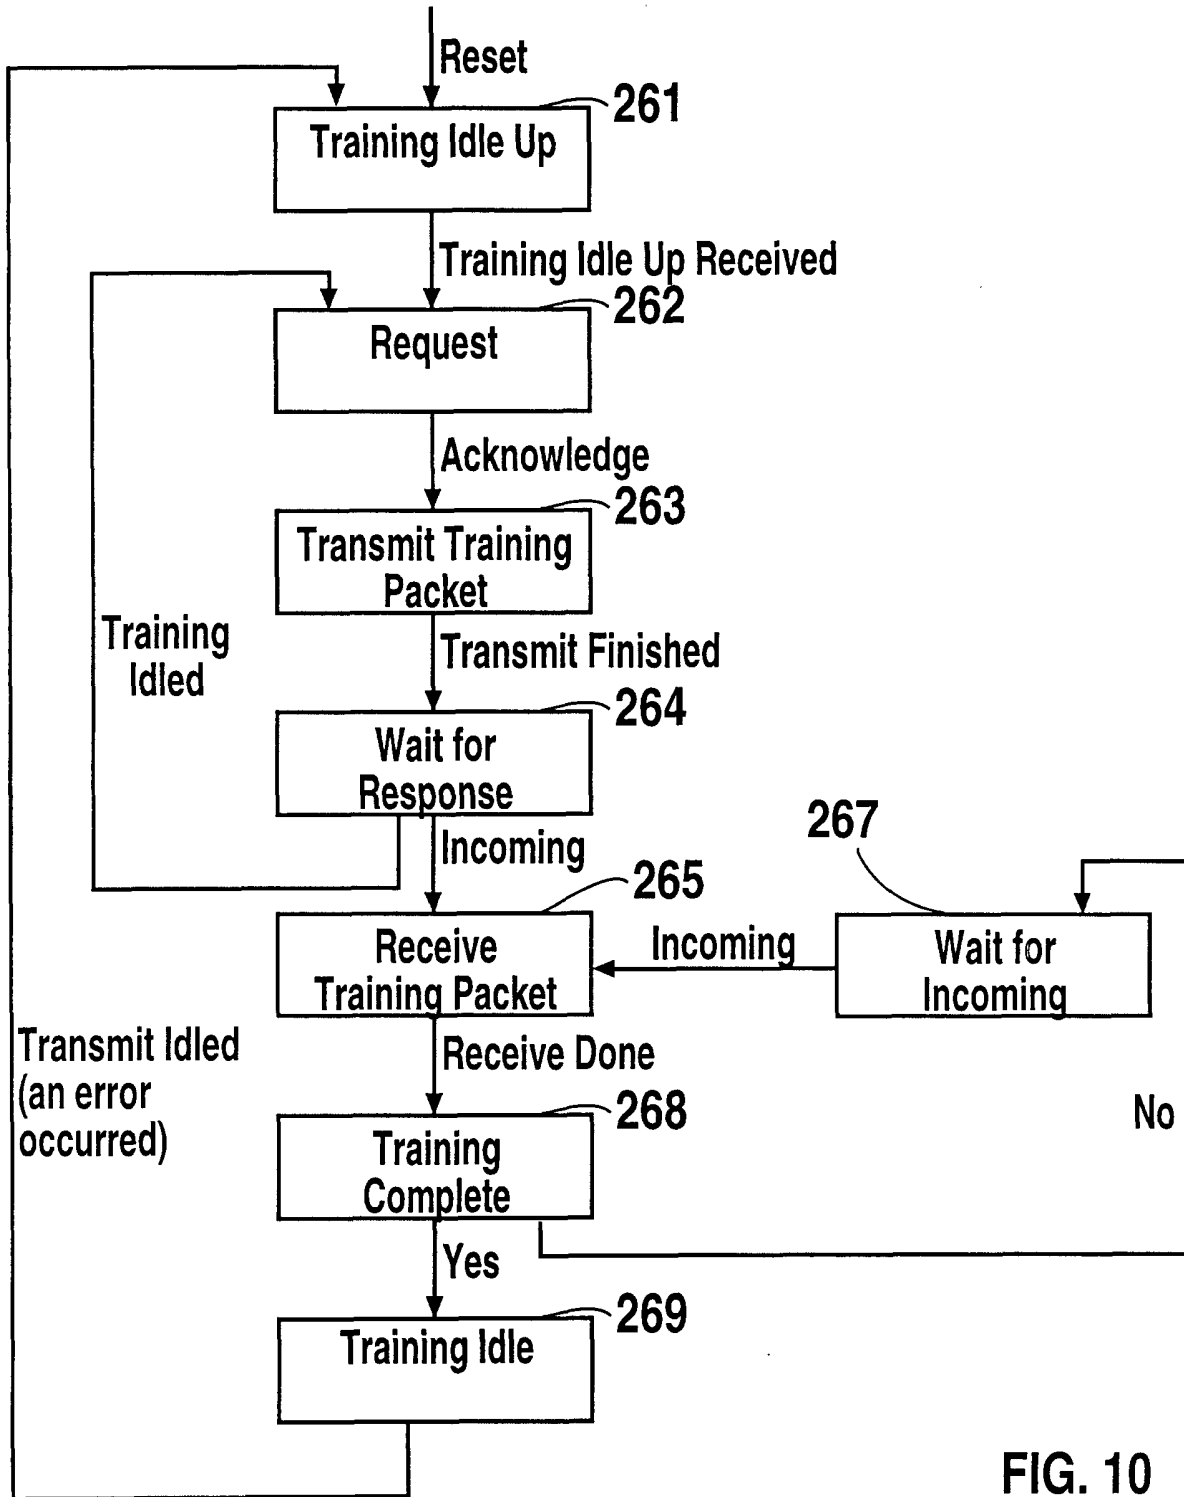 Reset
261
Training Idle Up
Training Idle Up Received
262
Request
Acknowledge
263
Transmit Training
Packet
Training
Idled
Transmit Finished
264
Wait for
Response
Incoming
265
Receive
Training Packet
Incoming
267
Wait for
Incoming
Transmit Idled
(an error
occurred)
Receive Done
268
Training
Complete
No
Yes
269
Training Idle
FIG. 10